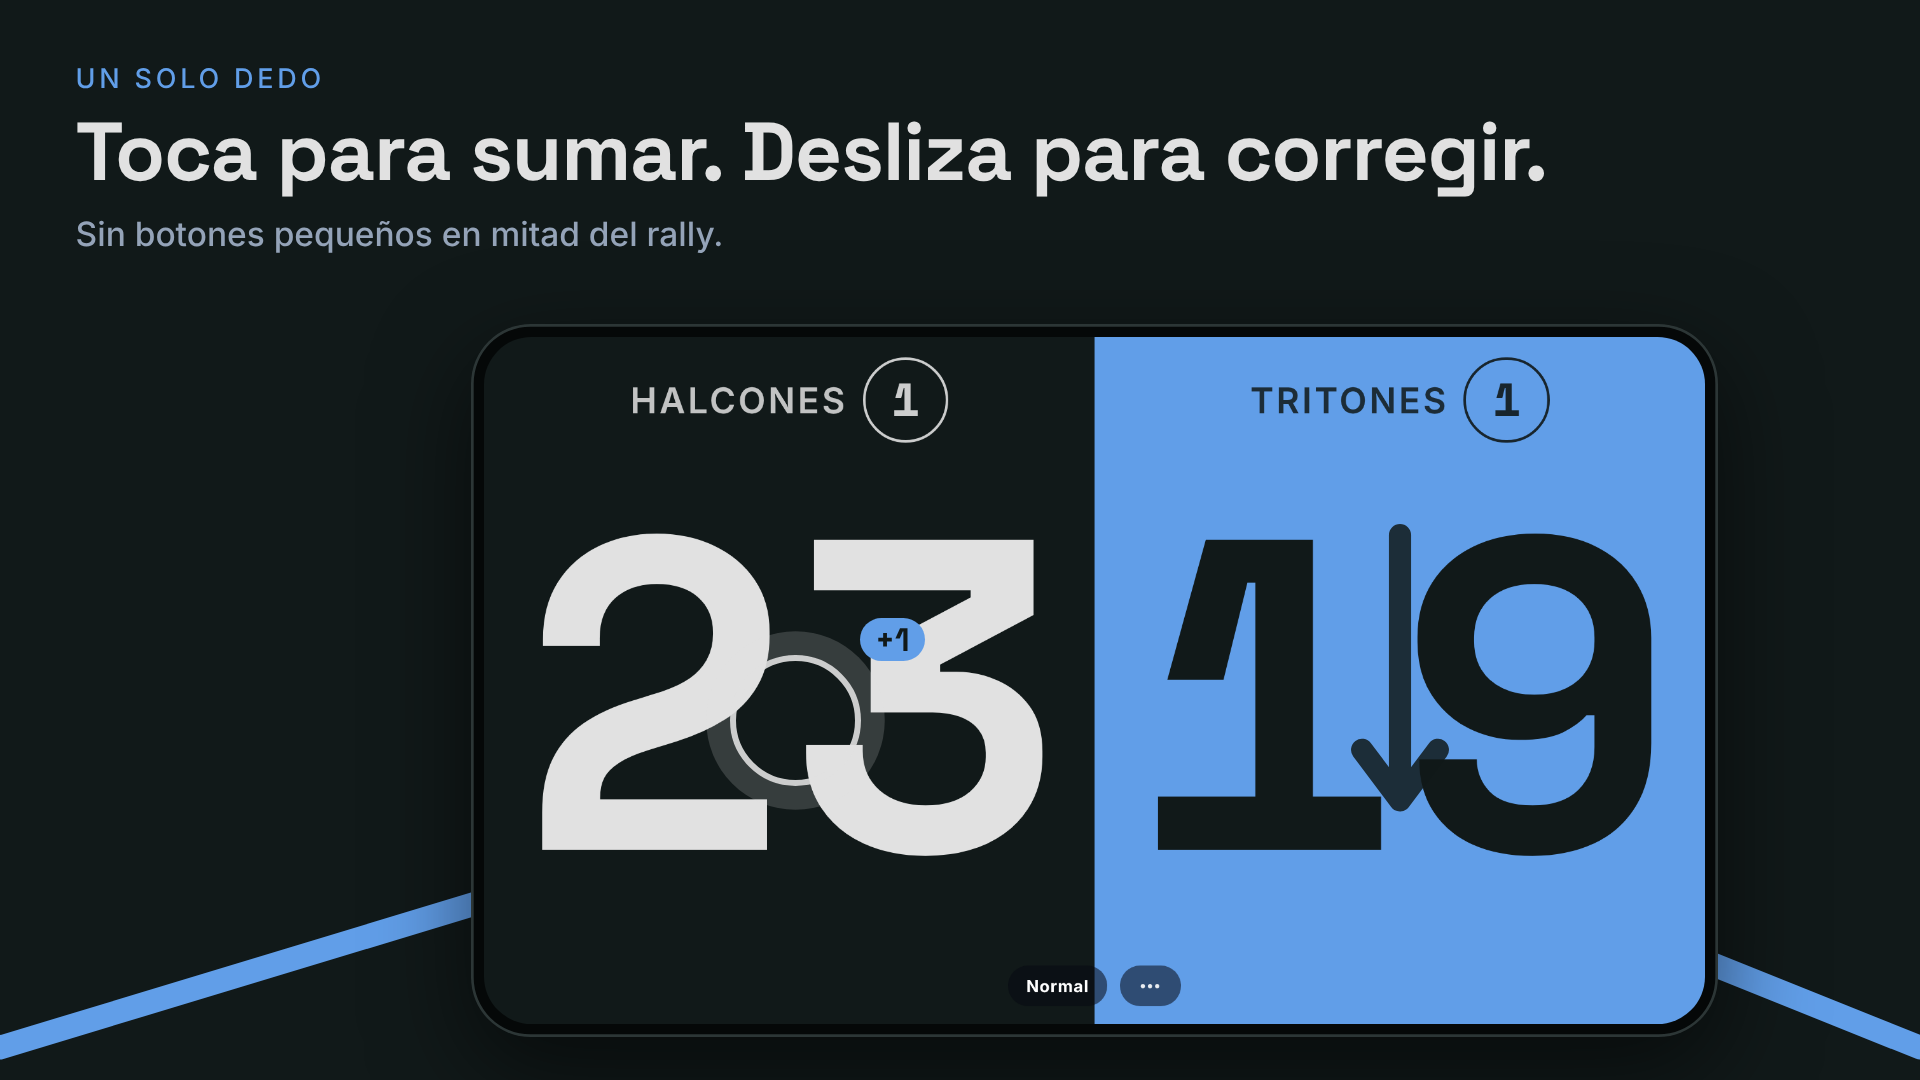 UN SOLO DEDO
Toca para sumar. Desliza para corregir.
Sin botones pequeños en mitad del rally.
HALCONES 1
TRITONES 1
23
+1
19
Normal
...